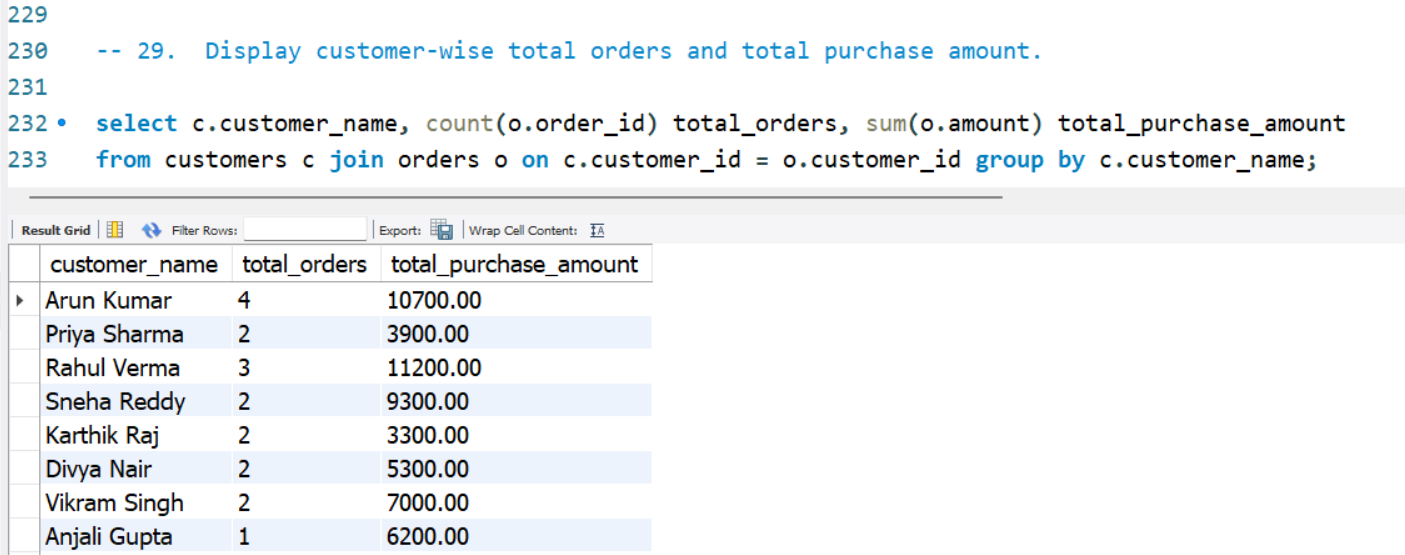 229
230 -- 29.  Display customer-wise total orders and total purchase amount.
231
232 select c.customer_name, count(o.order_id) total_orders, sum(o.amount) total_purchase_amount
233 from customers c join orders o on c.customer_id = o.customer_id group by c.customer_name;
Result Grid Filter Rows: Export: Wrap Cell Content: IA
customer_name total_orders total_purchase_amount
Arun Kumar 4 10700.00
Priya Sharma 2 3900.00
Rahul Verma 3 11200.00
Sneha Reddy 2 9300.00
Karthik Raj 2 3300.00
Divya Nair 2 5300.00
Vikram Singh 2 7000.00
Anjali Gupta 1 6200.00